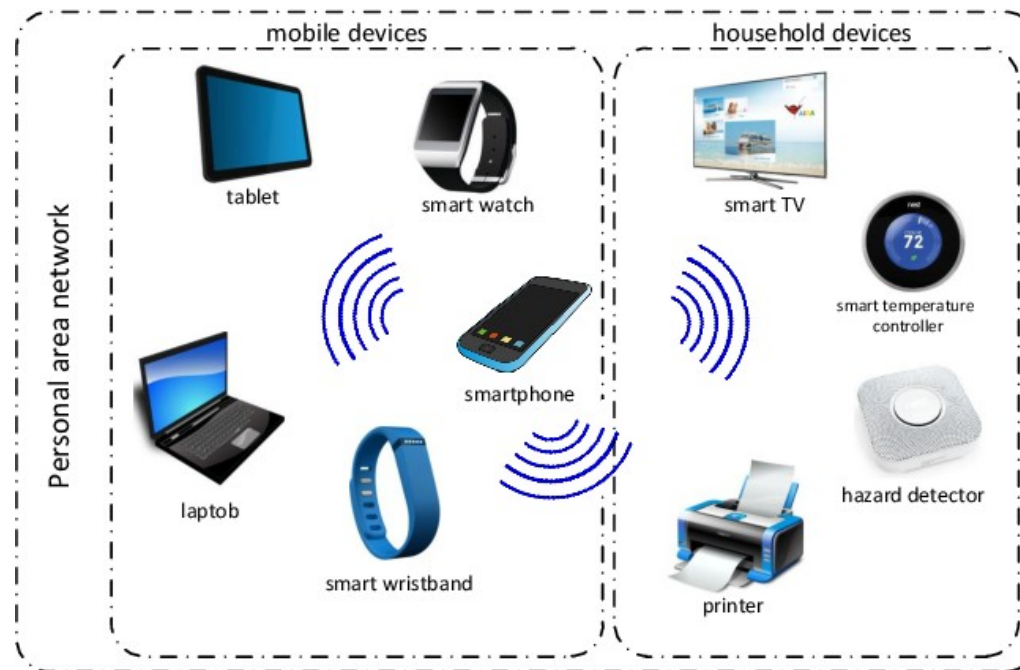 mobile devices
household devices
Personal area network
tablet
smart watch
smartphone
laptob
smart wristband
smart TV
nest
72
smart temperature
controller
hazard detector
printer